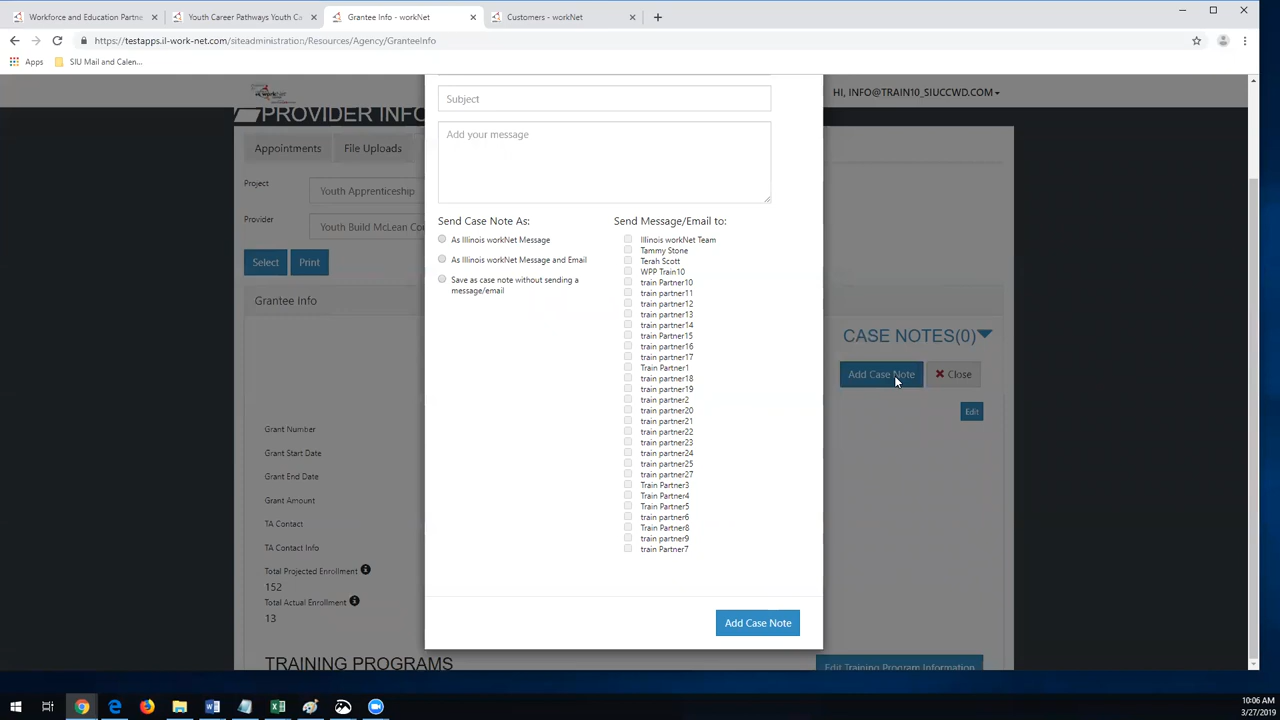 Workforce and Education Partne
Youth Career Pathways Youth Ca
Grantee Info - workNet
Customers - workNet
https://testapps.il-work-net.com/siteadministration/Resources/Agency/GranteeInfo
Apps
SIU Mail and Calen...
HI, INFO@TRAIN10_SIUCCWD.COM
PROVIDER INFO
Appointments
File Uploads
Project
Youth Apprenticeship
Provider
Youth Build McLean Co
Select
Print
Grantee Info
CASE NOTES(0)
Add Case Note
Close
Edit
Grant Number
Grant Start Date
Grant End Date
Grant Amount
TA Contact
TA Contact Info
Total Projected Enrollment
152
Total Actual Enrollment
13
TRAINING PROGRAMS
Edit Training Program Information
Subject
Add your message
Send Case Note As:
As Illinois workNet Message
As Illinois workNet Message and Email
Save as case note without sending a
message/email
Send Message/Email to:
Illinois workNet Team
Tammy Stone
Terah Scott
WPP Train10
train Partner10
train partner11
train partner12
train partner13
train partner14
train Partner15
train partner16
train partner17
Train Partner1
train partner18
train partner19
train partner2
train partner20
train partner21
train partner22
train partner23
train partner24
train partner25
train partner27
Train Partner3
Train Partner4
Train Partner5
train partner6
Train Partner8
train partner9
train Partner7
Add Case Note
10:06 AM
3/27/2019